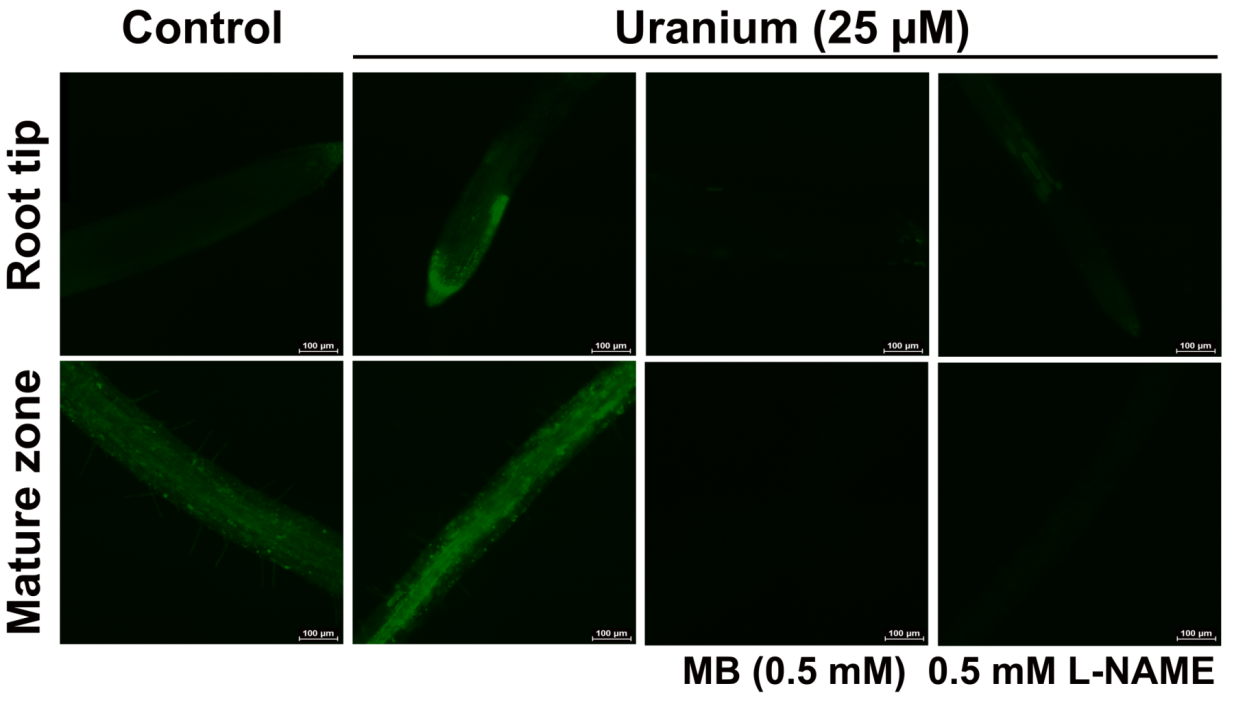 Control
Uranium (25 µM)
Root tip
100 µm
100 µm
100 µm
100 µm
Mature zone
100 µm
100 µm
100 µm
100 µm
MB (0.5 mM)
0.5 mM L-NAME